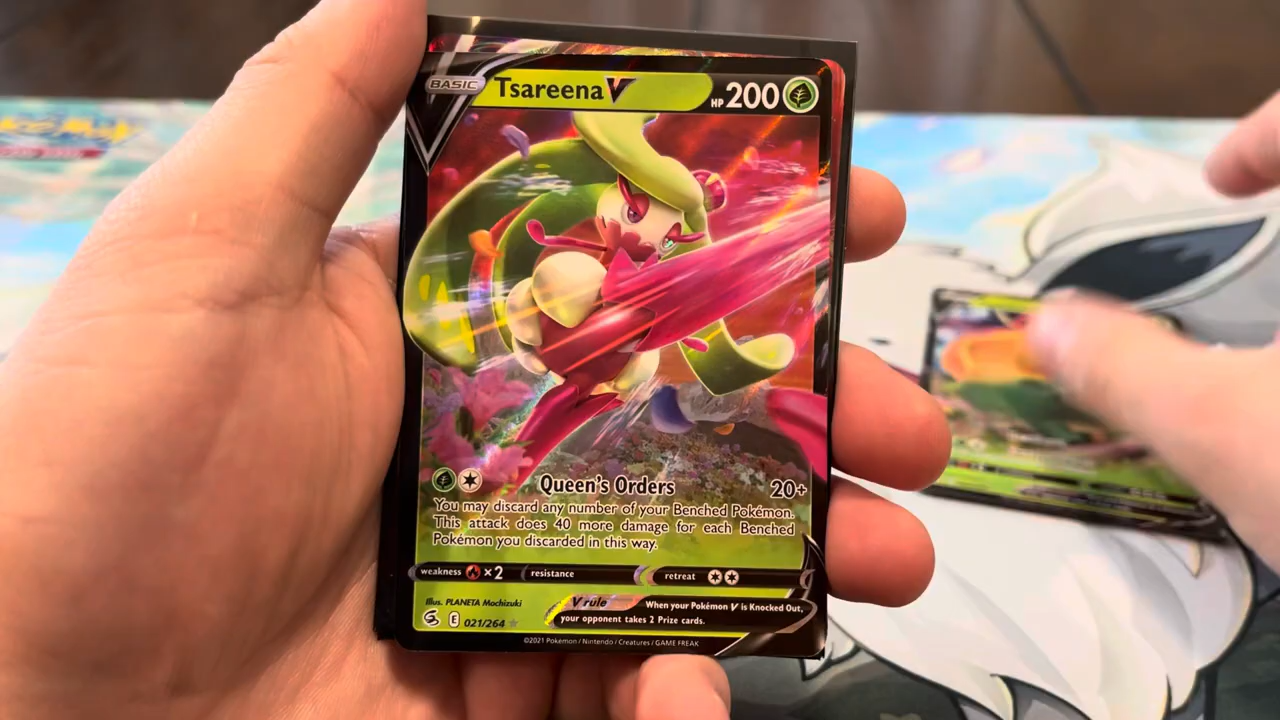 BASIC Tsareena V HP 200
Queen's Orders 20+
You may discard any number of your Benched Pokémon.
This attack does 40 more damage for each Benched
Pokémon you discarded in this way.
weakness ×2 resistance retreat
Illus. PLANETA Mochizuki
V rule When your Pokémon V is Knocked Out,
your opponent takes 2 Prize cards.
E 021/264
©2021 Pokémon / Nintendo / Creatures / GAME FREAK